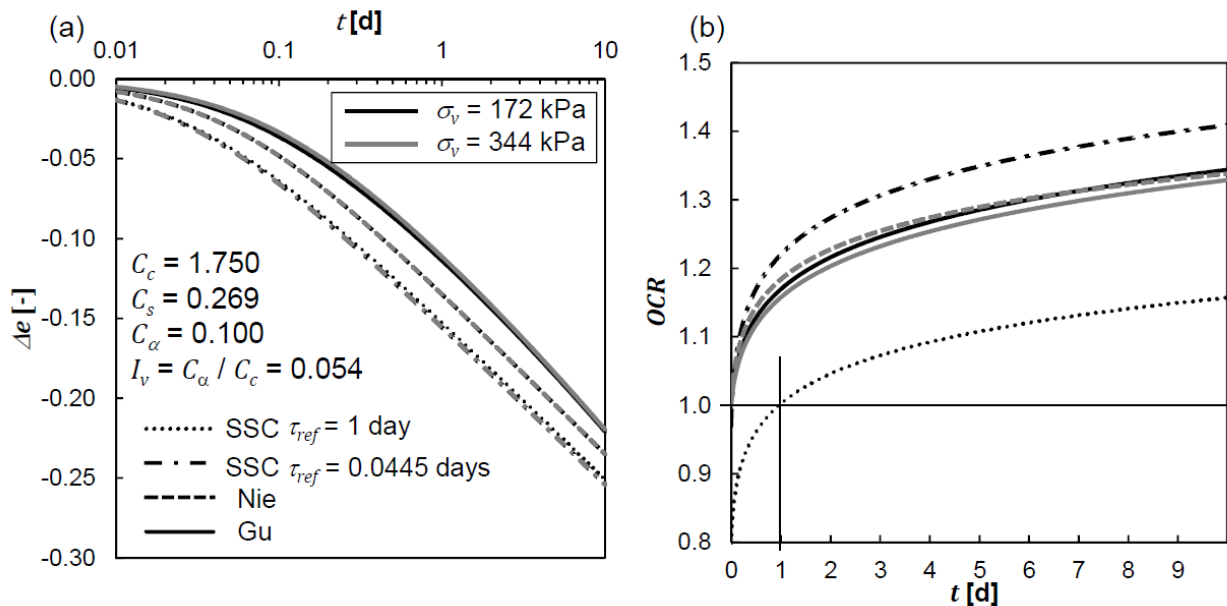 (a)
t [d]
0.01 0.1 1 10
0.00
-0.05
-0.10
-0.15
-0.20
-0.25
-0.30
Δe [-]
σv = 172 kPa
σv = 344 kPa
Cc = 1.750
Cs = 0.269
Cα = 0.100
Iv = Cα / Cc = 0.054
SSC τref = 1 day
SSC τref = 0.0445 days
Nie
Gu
(b)
1.5
1.4
1.3
1.2
1.1
1.0
0.9
0.8
OCR
0 1 2 3 4 5 6 7 8 9
t [d]